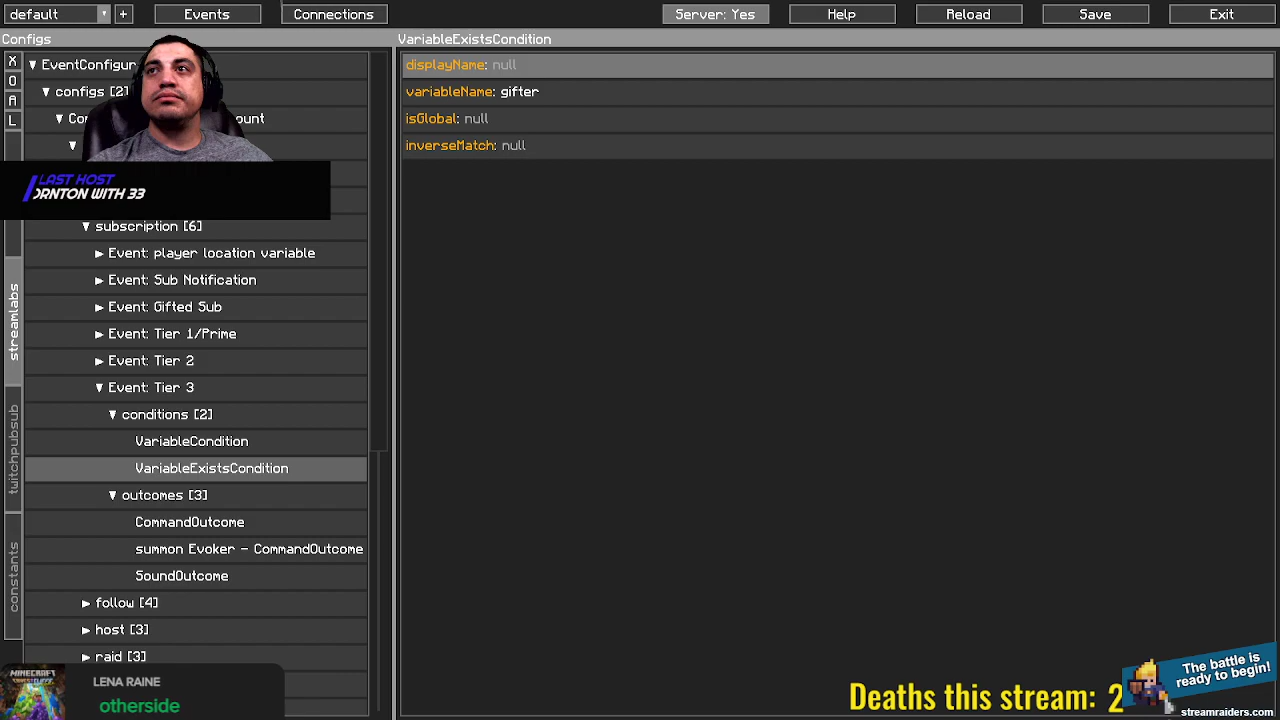 default
+
Events
Connections
Server: Yes
Help
Reload
Save
Exit
Configs
VariableExistsCondition
X
O
A
L
streamlabs
twitchpubsub
constants
EventConfigur
configs [2]
Co
ount
LAST HOST
ORNTON WITH 33
subscription [6]
Event: player location variable
Event: Sub Notification
Event: Gifted Sub
Event: Tier 1/Prime
Event: Tier 2
Event: Tier 3
conditions [2]
VariableCondition
VariableExistsCondition
outcomes [3]
CommandOutcome
summon Evoker - CommandOutcome
SoundOutcome
follow [4]
host [3]
raid [3]
displayName: null
variableName: gifter
isGlobal: null
inverseMatch: null
MINECRAFT
LENA RAINE
otherside
Deaths this stream: 2
The battle is
ready to begin!
streamraiders.com